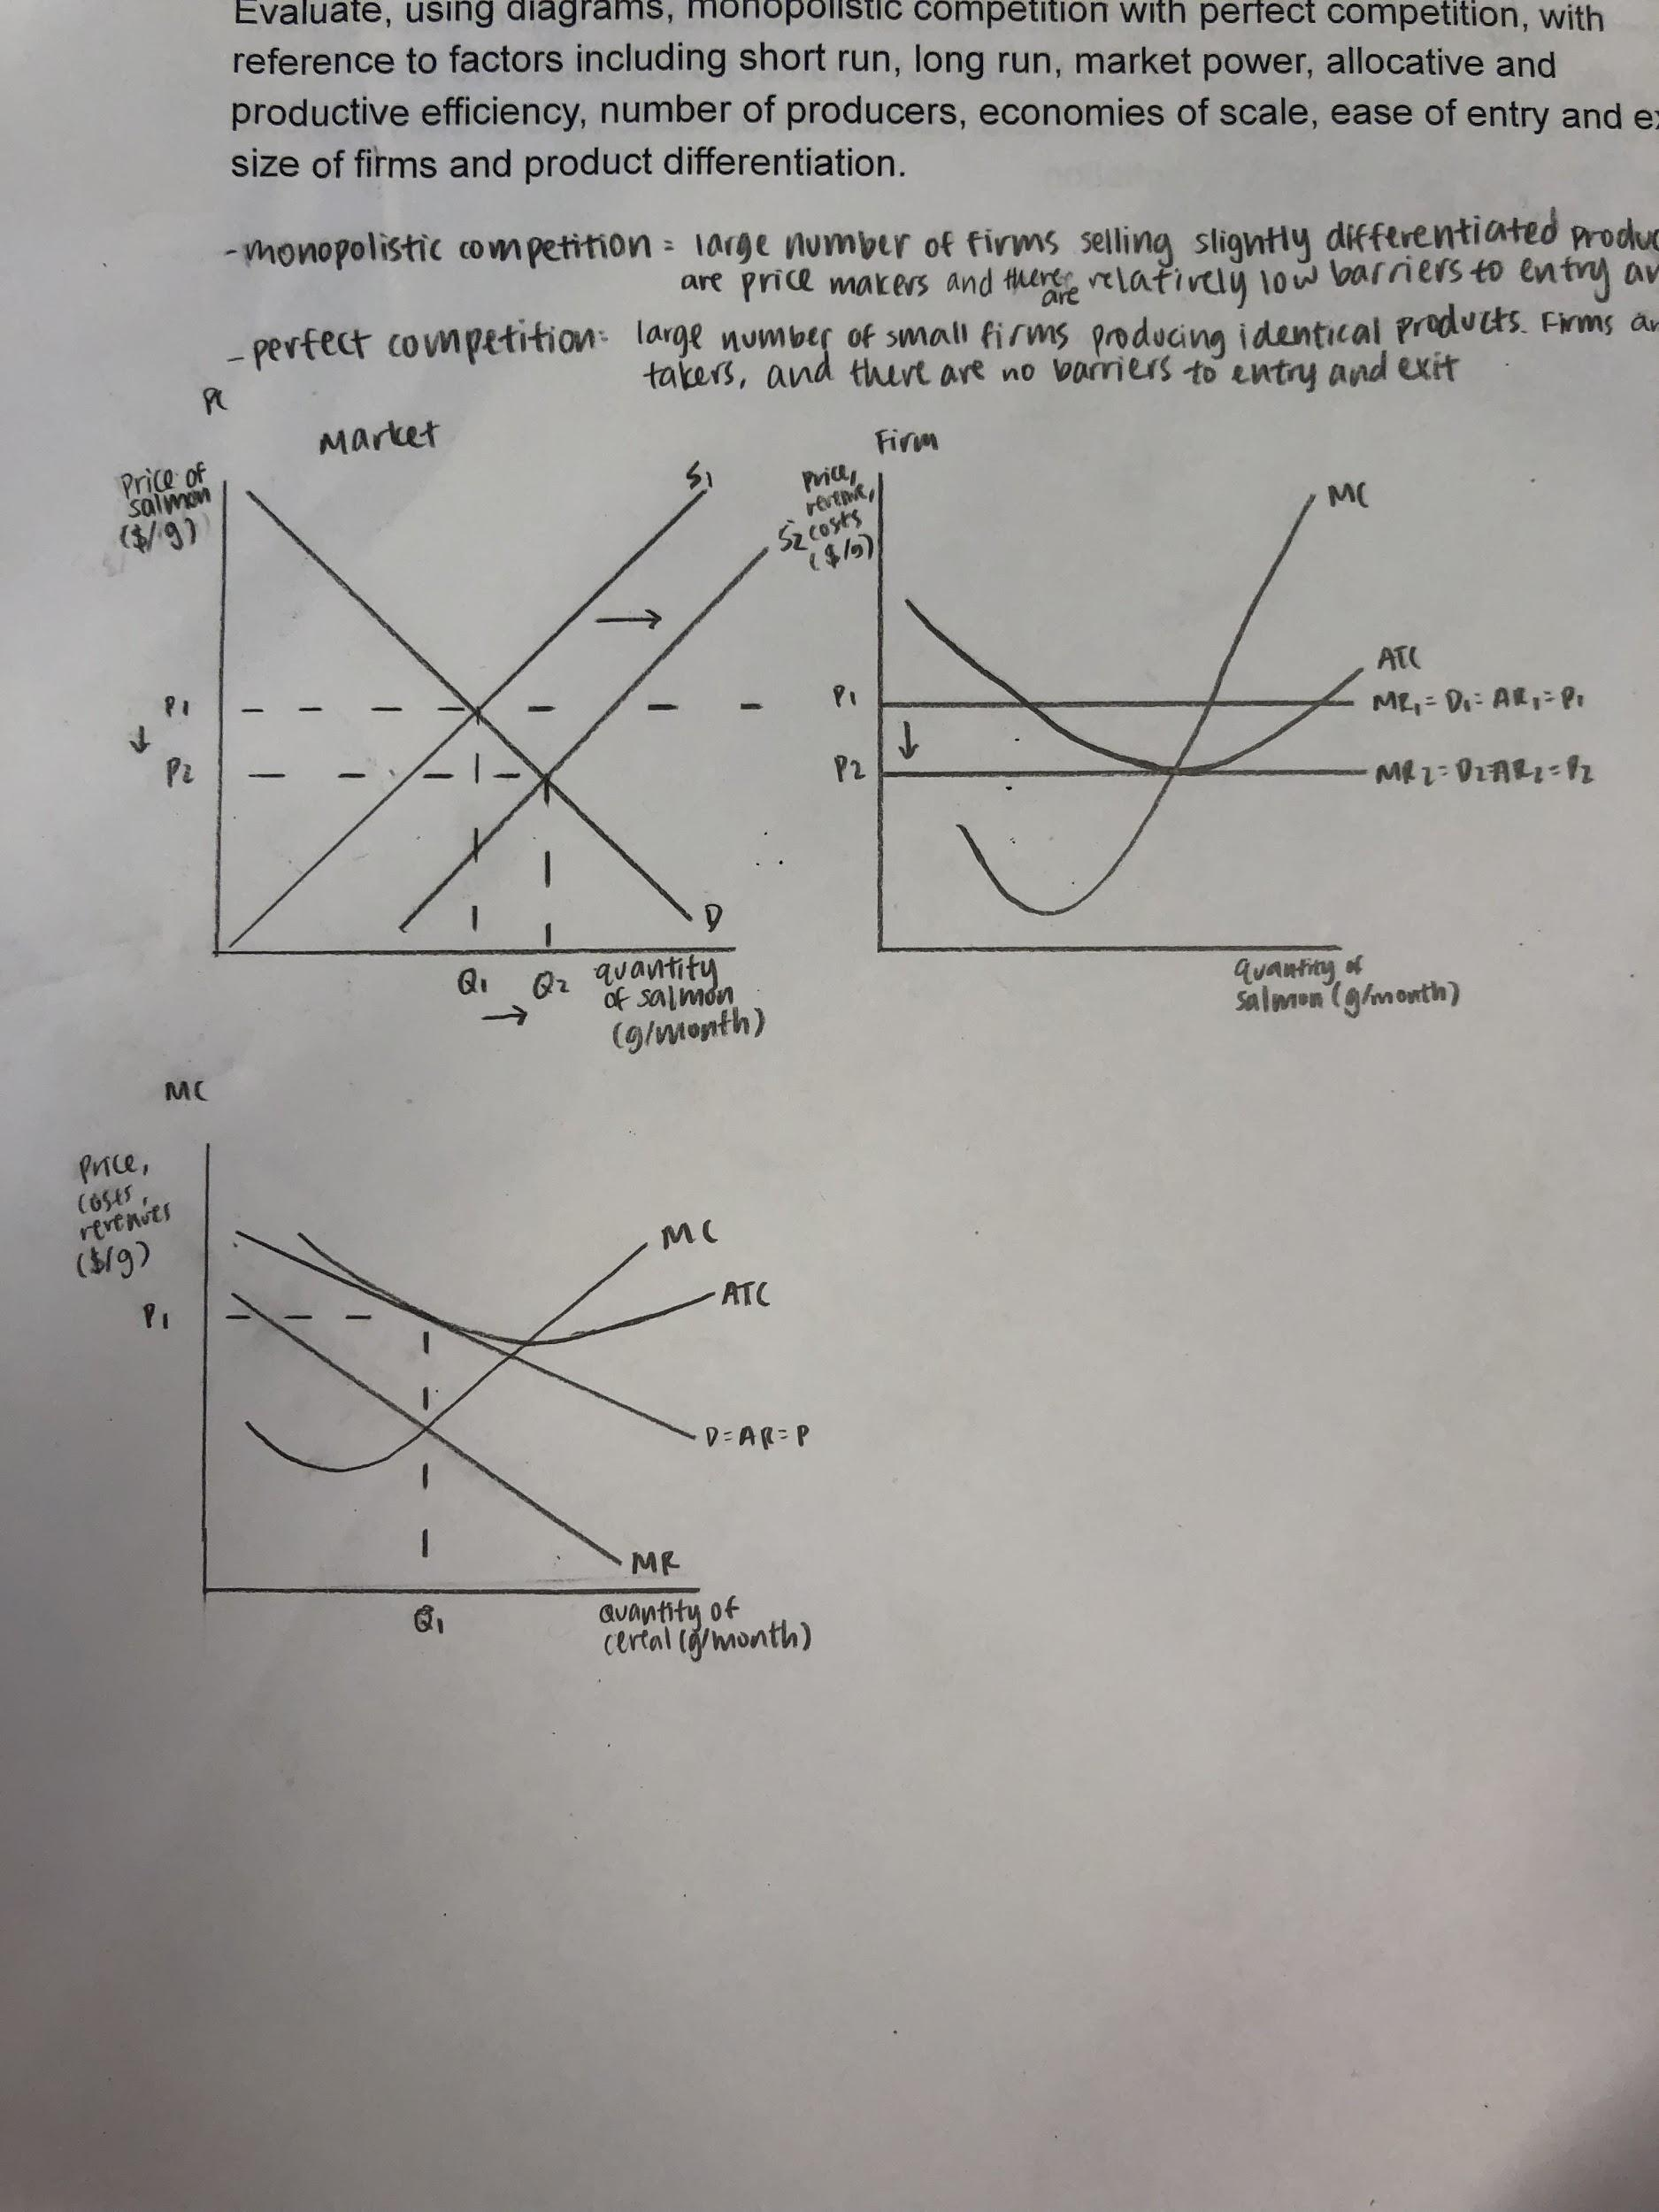 Evaluate, using diagrams, monopolistic competition with perfect competition, with
reference to factors including short run, long run, market power, allocative and
productive efficiency, number of producers, economies of scale, ease of entry and
size of firms and product differentiation.
- monopolistic competition = large number of firms selling slightly differentiated
are price makers and there are relatively low barriers to entry
- perfect competition: large number of small firms producing identical products. Firms
takers, and there are no barriers to entry and exit
PC
Market
Firm
Price of
salmon
($/g)
S1
S2
D
P1
P2
Q1
Q2
quantity
of salmon
(g/month)
Price,
revenue,
costs
($/g)
MC
ATC
P1
MR1=D1=AR1=P1
P2
MR2=D2=AR2=P2
Quantity of
salmon (g/month)
MC
Price,
costs,
revenues
($/g)
MC
ATC
P1
D=AR=P
MR
Q1
Quantity of
cereal (g/month)